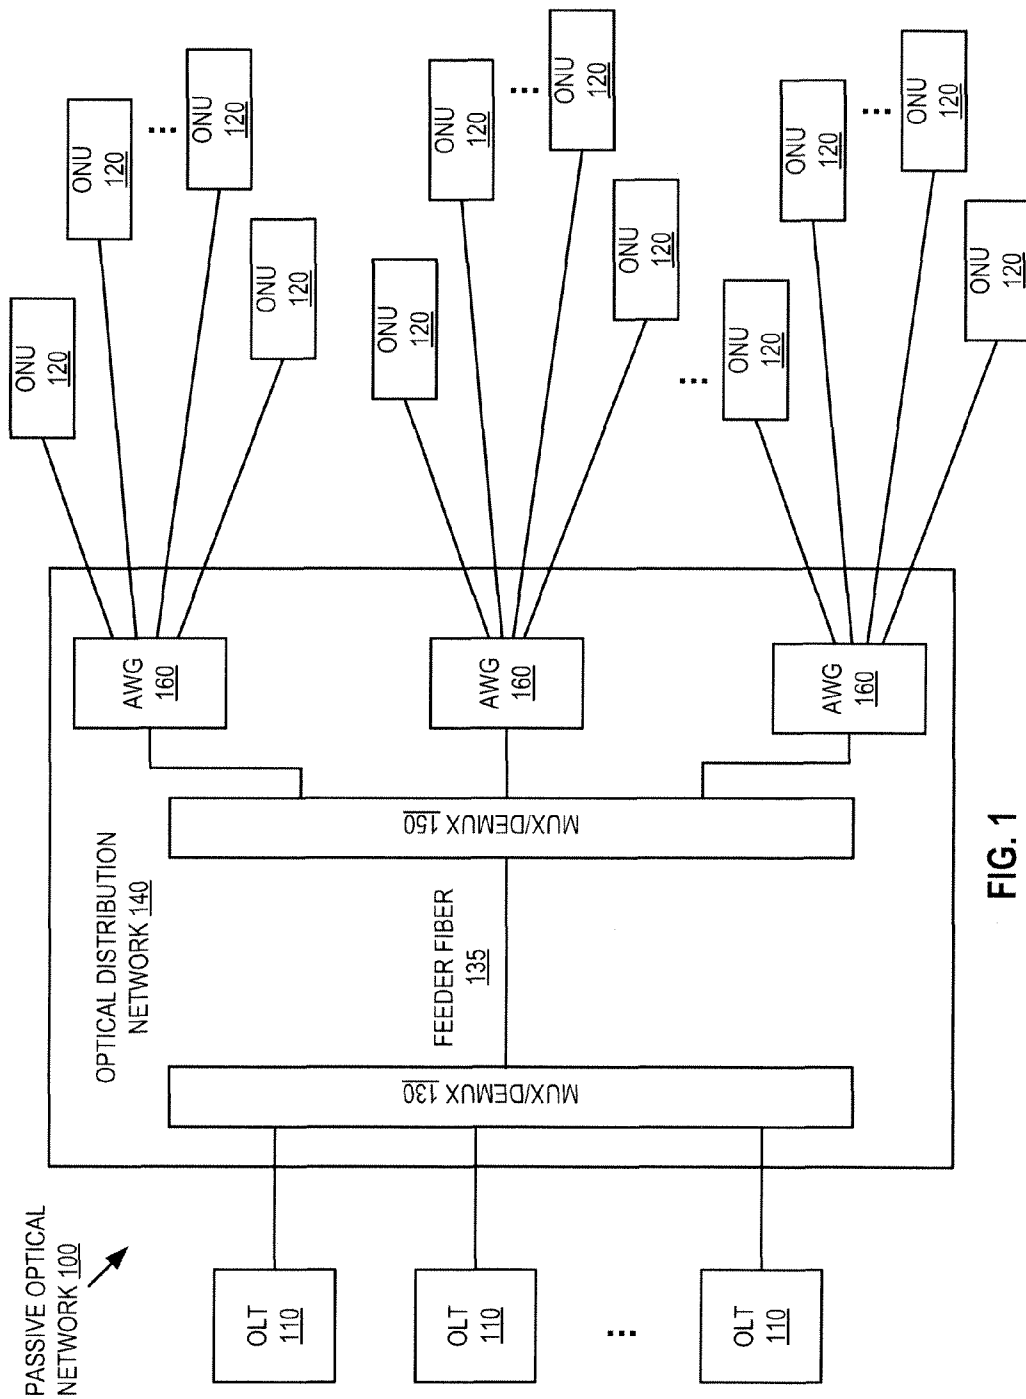 PASSIVE OPTICAL
NETWORK 100
OLT
110
OLT
110
...
OLT
110
OPTICAL DISTRIBUTION
NETWORK 140
MUX/DEMUX 130
FEEDER FIBER
135
MUX/DEMUX 150
AWG
160
AWG
160
AWG
160
ONU
120
ONU
120
...
ONU
120
ONU
120
ONU
120
ONU
120
...
ONU
120
ONU
120
...
ONU
120
ONU
120
...
ONU
120
ONU
120
FIG. 1